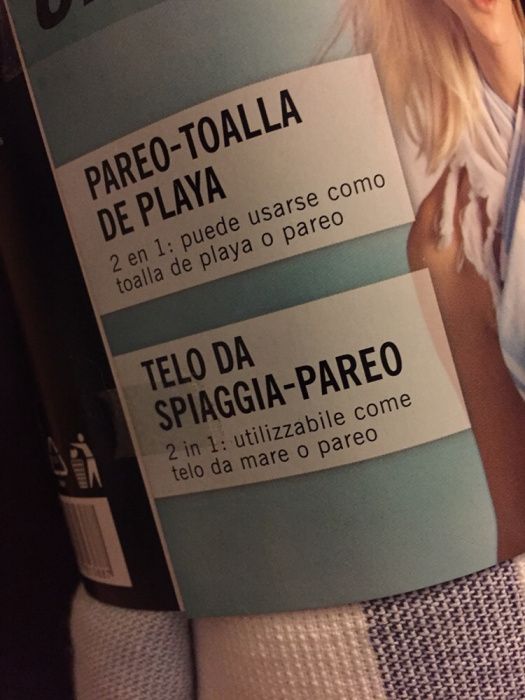 PAREO-TOALLA
DE PLAYA
2 en 1: puede usarse como
toalla de playa o pareo
TELO DA
SPIAGGIA-PAREO
2 in 1: utilizzabile come
telo da mare o pareo